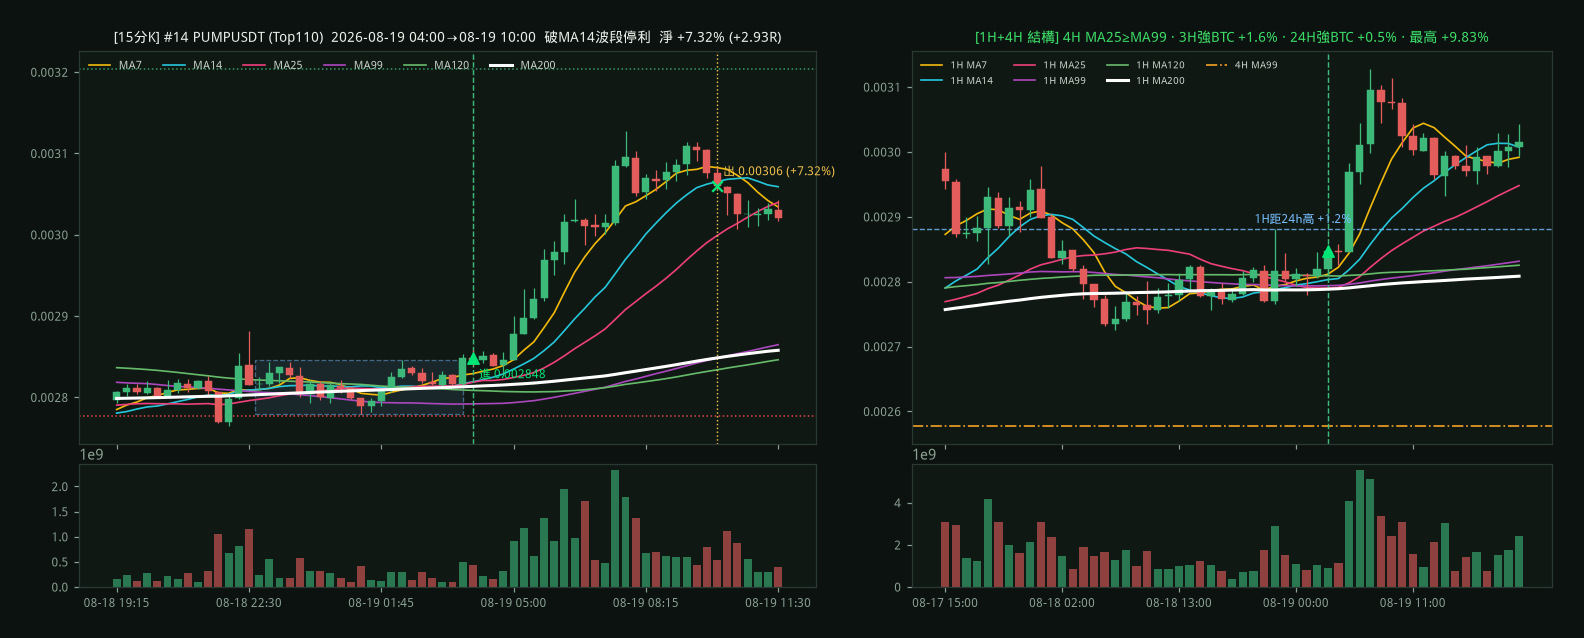 [15分K] #14 PUMPUSDT (Top110)  2026-08-19 04:00→08-19 10:00  破MA14波段停利  淨 +7.32% (+2.93R)
MA7 MA14 MA25 MA99 MA120 MA200
0.0032
0.0031
0.0030
0.0029
0.0028
出 0.00306 (+7.32%)
進 0.002848
1e9
2.0
1.5
1.0
0.5
0.0
08-18 19:15 08-18 22:30 08-19 01:45 08-19 05:00 08-19 08:15 08-19 11:30
[1H+4H 結構] 4H MA25≥MA99 · 3H強BTC +1.6% · 24H強BTC +0.5% · 最高 +9.83%
1H MA7 1H MA25 1H MA120 4H MA99
1H MA14 1H MA99 1H MA200
0.0031
0.0030
0.0029
0.0028
0.0027
0.0026
1H距24h高 +1.2%
1e9
4
2
0
08-17 15:00 08-18 02:00 08-18 13:00 08-19 00:00 08-19 11:00